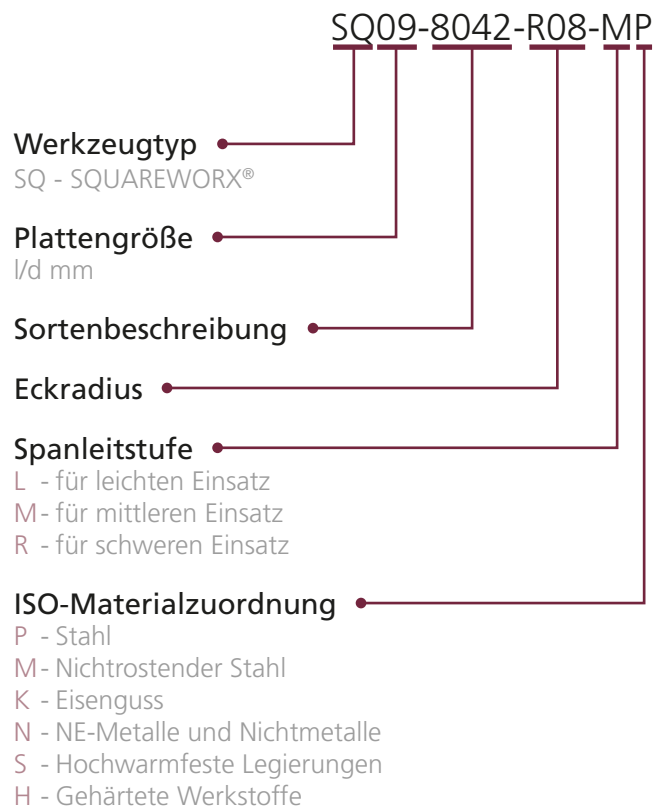 SQ09-8042-R08-MP
Werkzeugtyp
SQ - SQUAREWORX®
Plattengröße
l/d mm
Sortenbeschreibung
Eckradius
Spanleitstufe
L - für leichten Einsatz
M - für mittleren Einsatz
R - für schweren Einsatz
ISO-Materialzuordnung
P - Stahl
M - Nichtrostender Stahl
K - Eisenguss
N - NE-Metalle und Nichtmetalle
S - Hochwarmfeste Legierungen
H - Gehärtete Werkstoffe